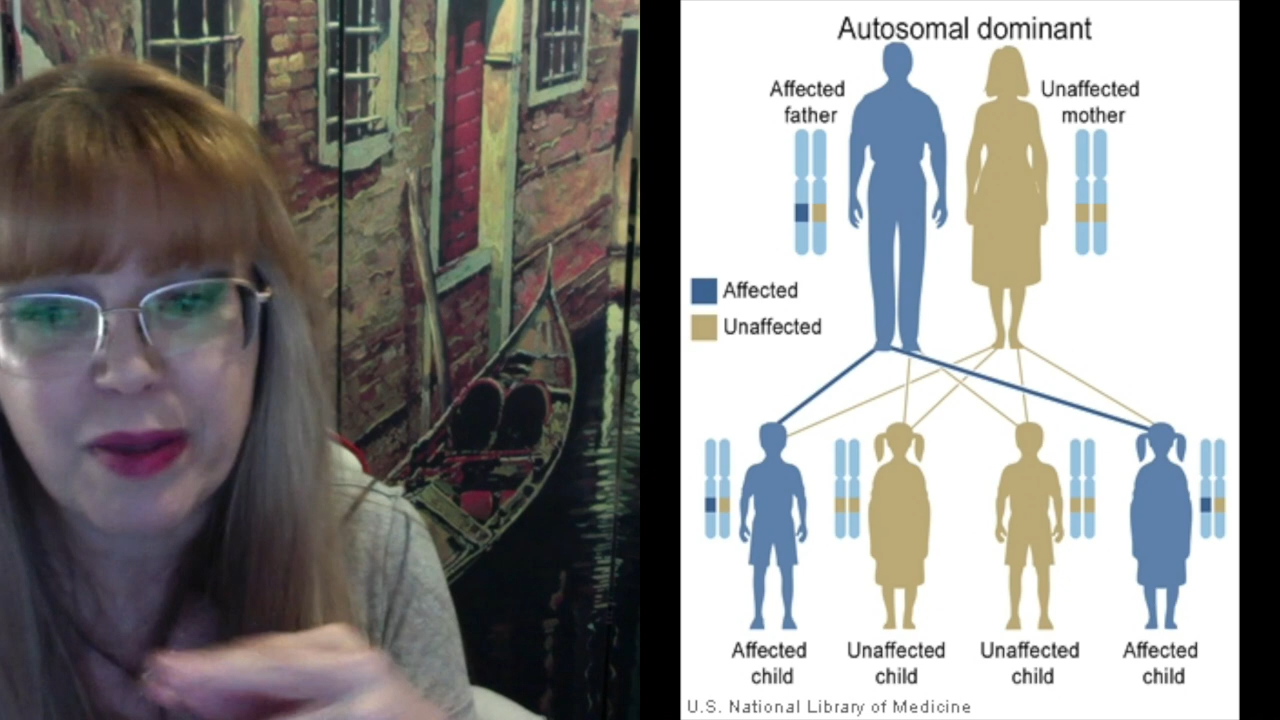 Autosomal dominant
Affected
father
Unaffected
mother
Affected
Unaffected
Affected
child
Unaffected
child
Unaffected
child
Affected
child
U.S. National Library of Medicine